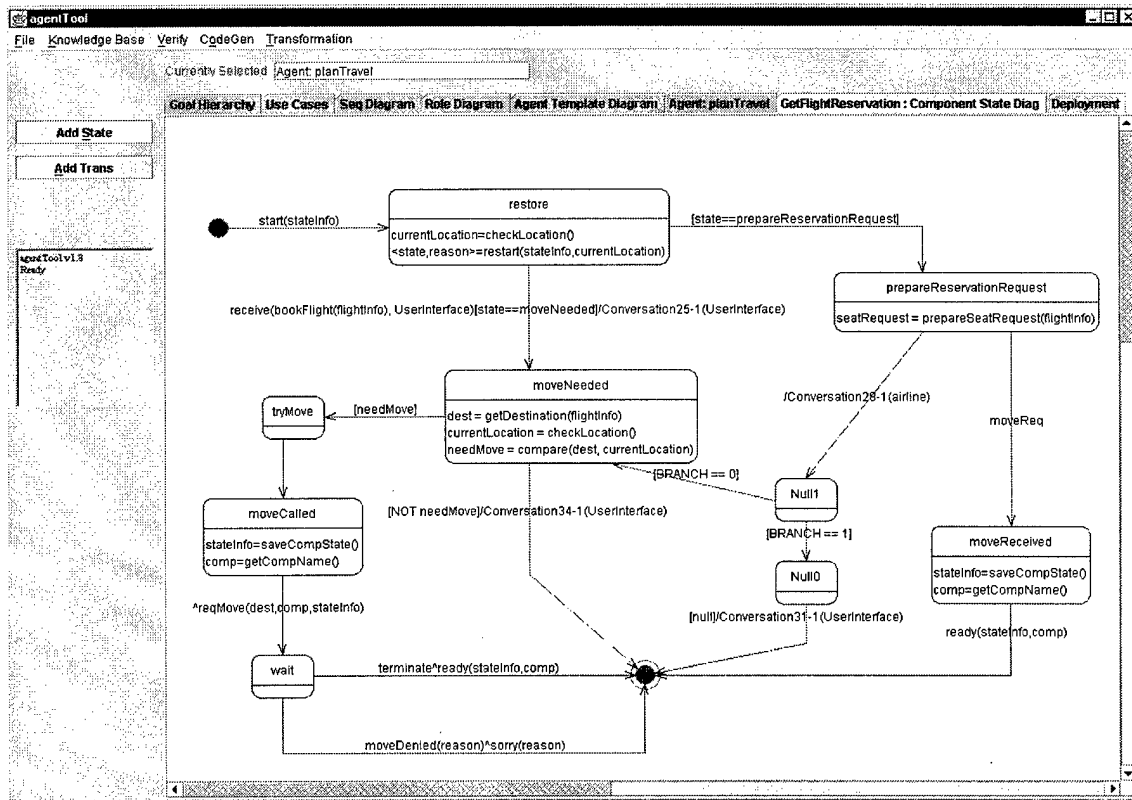 agentTool
File Knowledge Base Verify CodeGen Transformation
Currently Selected Agent: planTravel
Goal Hierarchy Use Cases Seq Diagram Role Diagram Agent Template Diagram Agent: planTravel GetFlightReservation : Component State Diag Deployment
Add State
Add Trans
agentTool v1.8
Ready
start(stateInfo)
restore
currentLocation=checkLocation()
<state,reason>=restart(stateInfo,currentLocation)
[state==prepareReservationRequest]
prepareReservationRequest
seatRequest = prepareSeatRequest(flightInfo)
receive(bookFlight(flightInfo), UserInterface)[state==moveNeeded]/Conversation25-1(UserInterface)
moveNeeded
dest = getDestination(flightInfo)
currentLocation = checkLocation()
needMove = compare(dest, currentLocation)
[needMove]
tryMove
/Conversation28-1(airline)
moveReq
[BRANCH == 0]
Null1
[BRANCH == 1]
Null0
moveCalled
stateInfo=saveCompState()
comp=getCompName()
[NOT needMove]/Conversation34-1(UserInterface)
moveReceived
stateInfo=saveCompState()
comp=getCompName()
[null]/Conversation31-1(UserInterface)
^reqMove(dest,comp,stateInfo)
ready(stateInfo,comp)
wait
terminate^ready(stateInfo,comp)
moveDenied(reason)^sorry(reason)